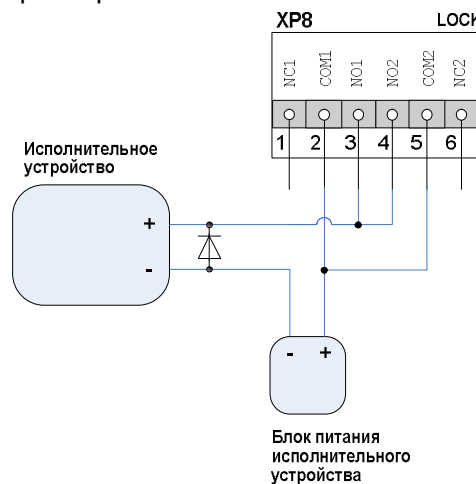 XP8 LOCK
NC1 COM1 NO1 NO2 COM2 NC2
1 2 3 4 5 6
Исполнительное
устройство
+
-
- +
Блок питания
исполнительного
устройства